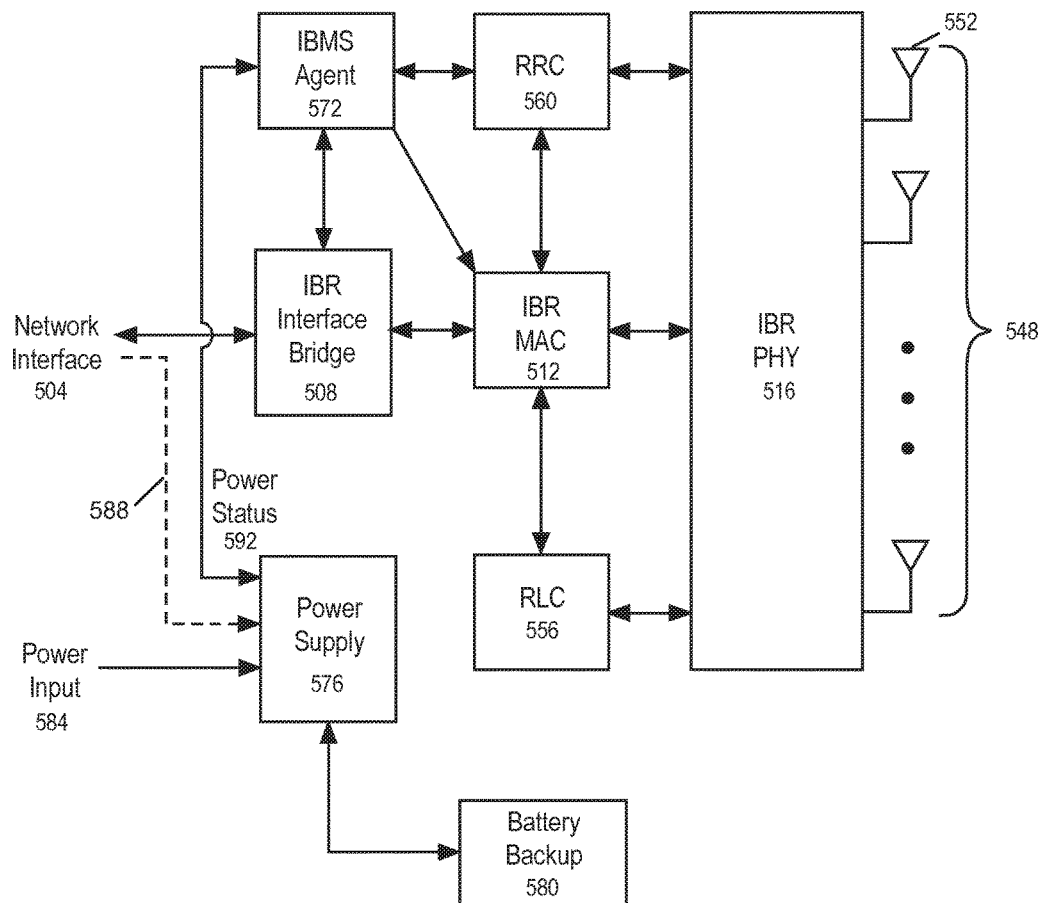 552
IBMS
Agent
572
RRC
560
IBR
Interface
Bridge
508
IBR
MAC
512
IBR
PHY
516
548
Network
Interface
504
588
Power
Status
592
RLC
556
Power
Supply
576
Power
Input
584
Battery
Backup
580